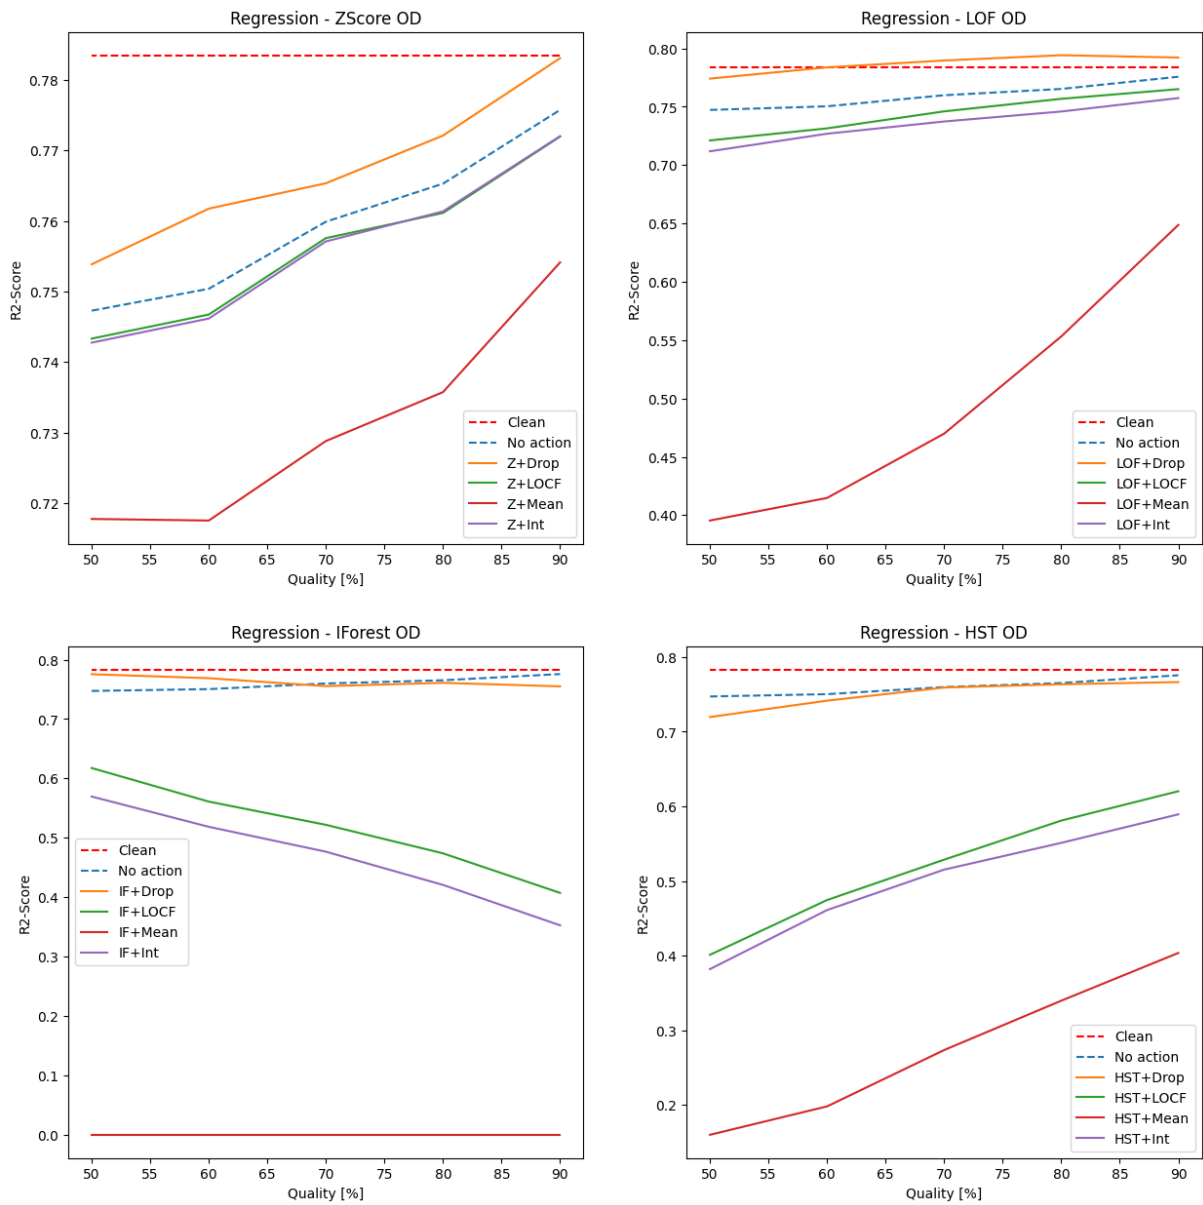 Regression - ZScore OD
R2-Score
0.78
0.77
0.76
0.75
0.74
0.73
0.72
Clean
No action
Z+Drop
Z+LOCF
Z+Mean
Z+Int
50 55 60 65 70 75 80 85 90
Quality [%]
Regression - LOF OD
R2-Score
0.80
0.75
0.70
0.65
0.60
0.55
0.50
0.45
0.40
Clean
No action
LOF+Drop
LOF+LOCF
LOF+Mean
LOF+Int
50 55 60 65 70 75 80 85 90
Quality [%]
Regression - IForest OD
R2-Score
0.8
0.7
0.6
0.5
0.4
0.3
0.2
0.1
0.0
Clean
No action
IF+Drop
IF+LOCF
IF+Mean
IF+Int
50 55 60 65 70 75 80 85 90
Quality [%]
Regression - HST OD
R2-Score
0.8
0.7
0.6
0.5
0.4
0.3
0.2
Clean
No action
HST+Drop
HST+LOCF
HST+Mean
HST+Int
50 55 60 65 70 75 80 85 90
Quality [%]